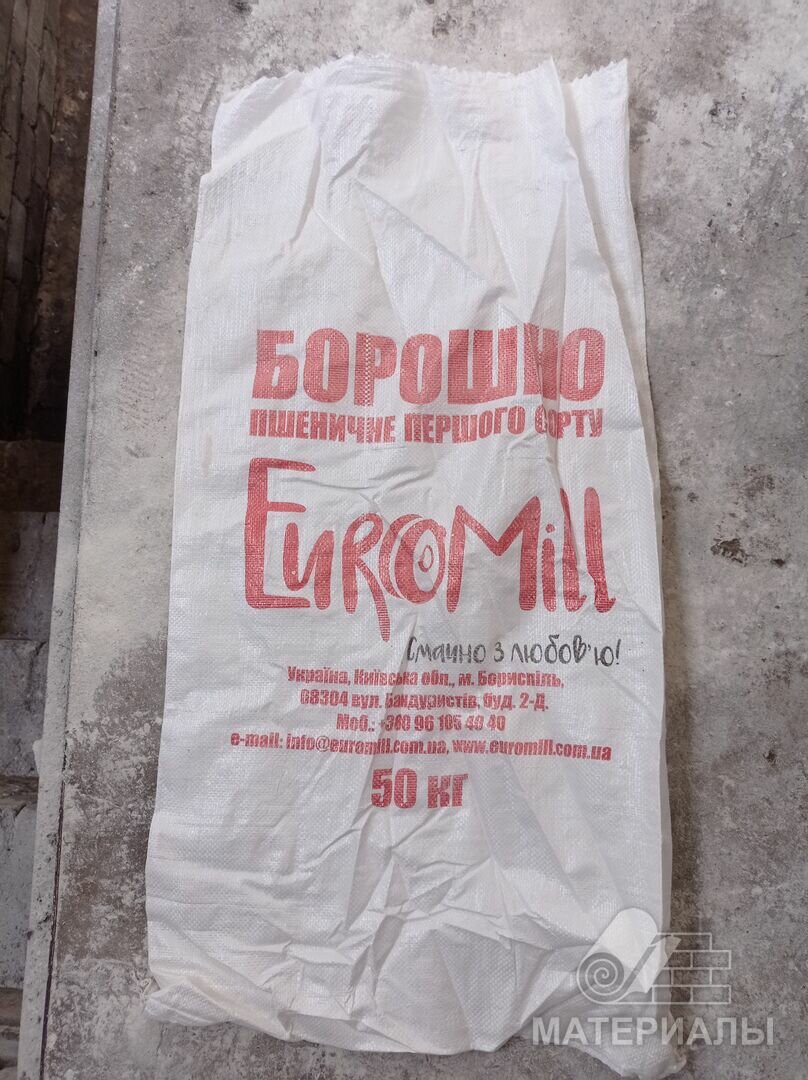 БОРОШНО
ПШЕНИЧНЕ ПЕРШОГО СОРТУ
EuroMill
Смачно з любов'ю!
Україна, Київська обл., м. Бориспіль,
08304 вул. Бандуристів, буд. 2-Д.
Моб.: +380 96 105 40 40
e-mail: info@euromill.com.ua, www.euromill.com.ua
50 кг
МАТЕРИАЛЫ